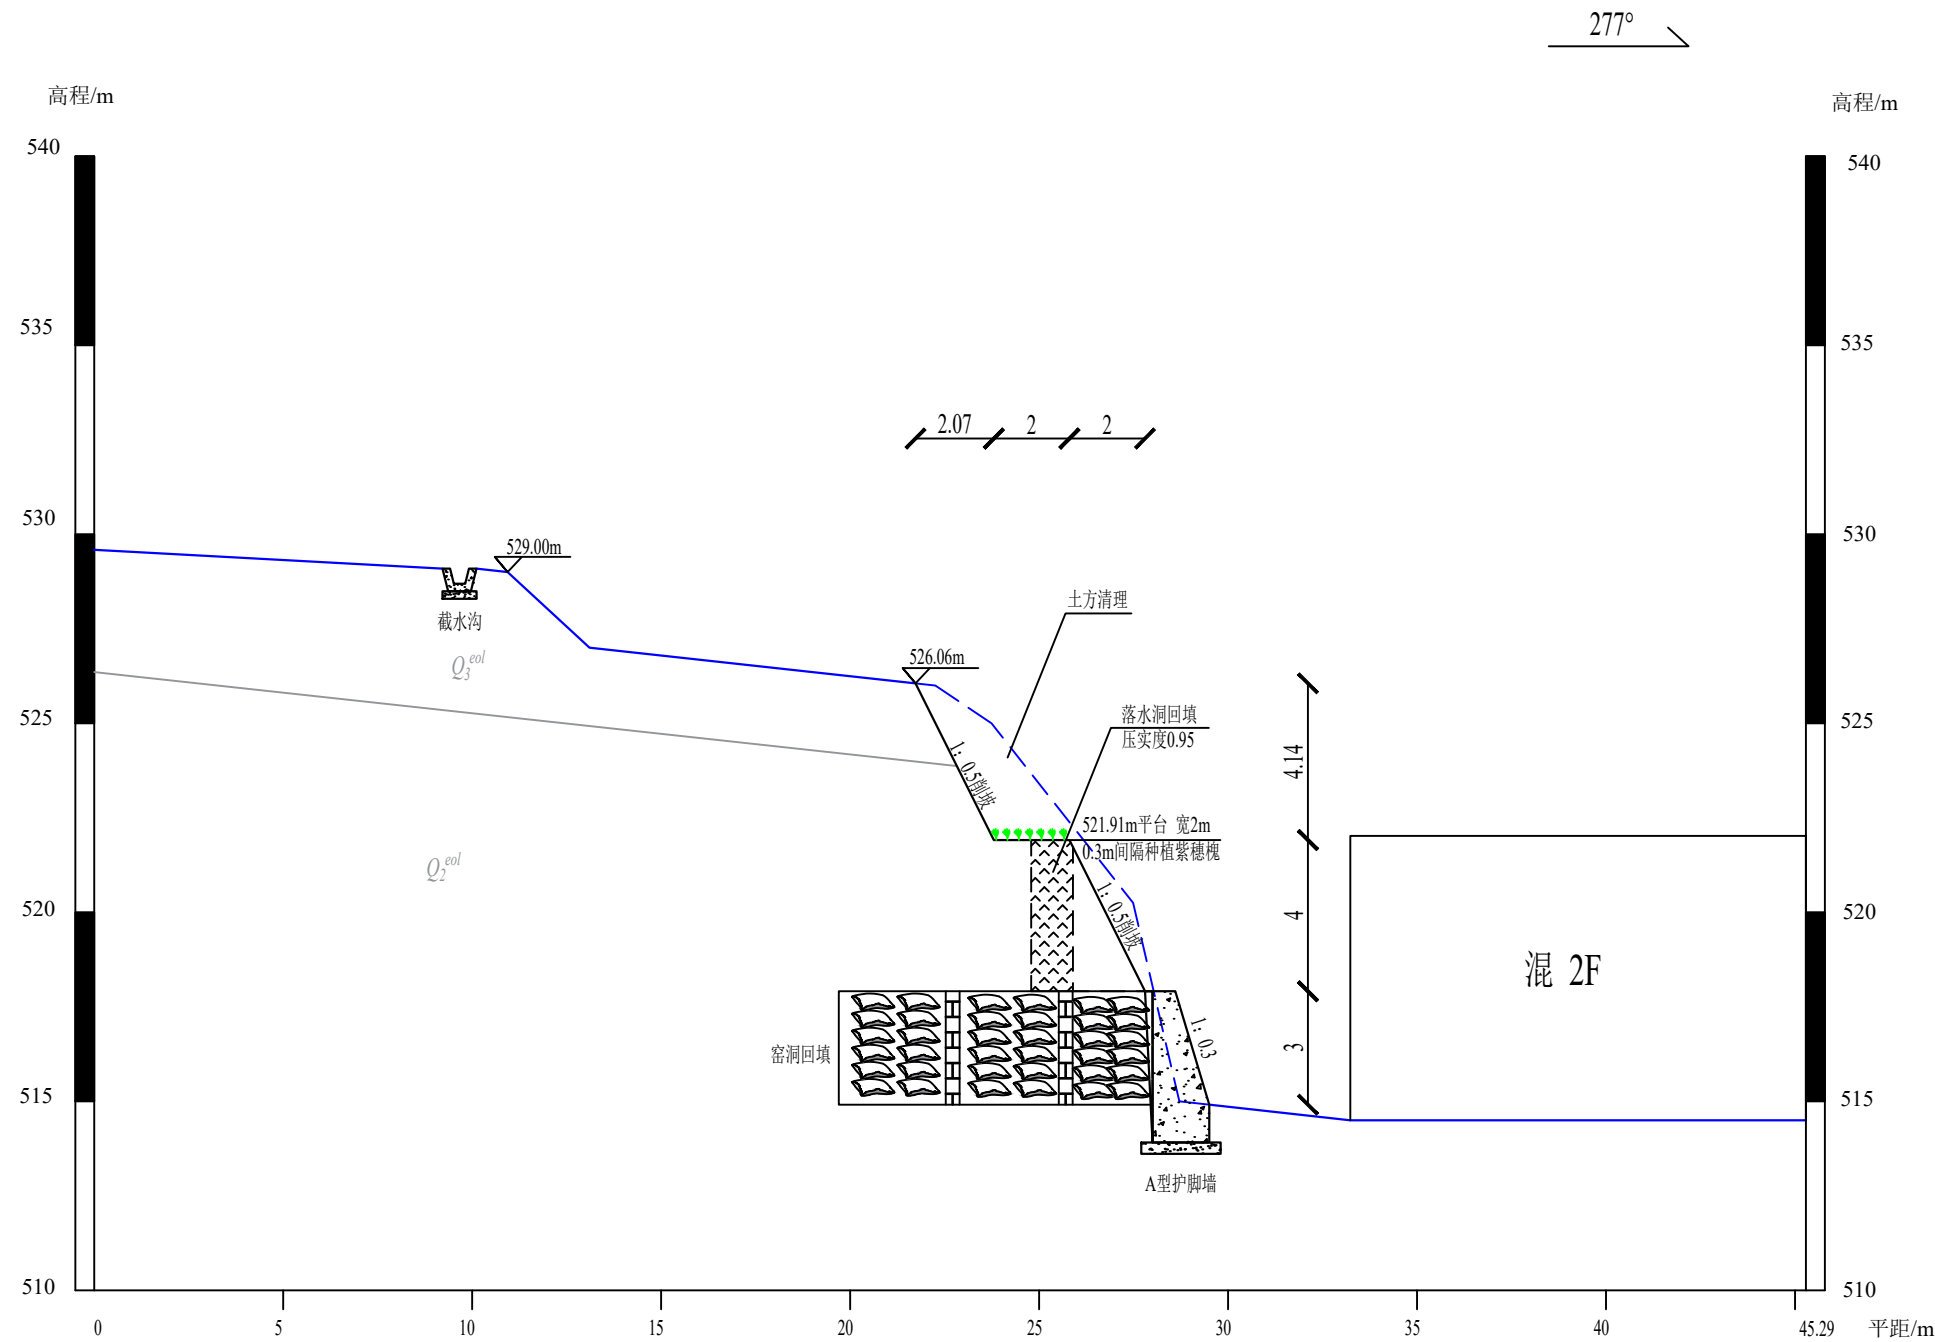 277°
高程/m
高程/m
540
540
535
535
2.07
2
2
530
530
529.00m
截水沟
土方清理
Q₃ᵉᵒˡ
526.06m
525
525
落水洞回填
压实度0.95
1:0.5削坡
4.14
521.91m平台 宽2m
0.3m间隔种植紫穗槐
Q₂ᵉᵒˡ
1:0.5削坡
520
520
4
混 2F
窑洞回填
1:0.3
3
515
515
A型护脚墙
510
510
0
5
10
15
20
25
30
35
40
45.29
平距/m